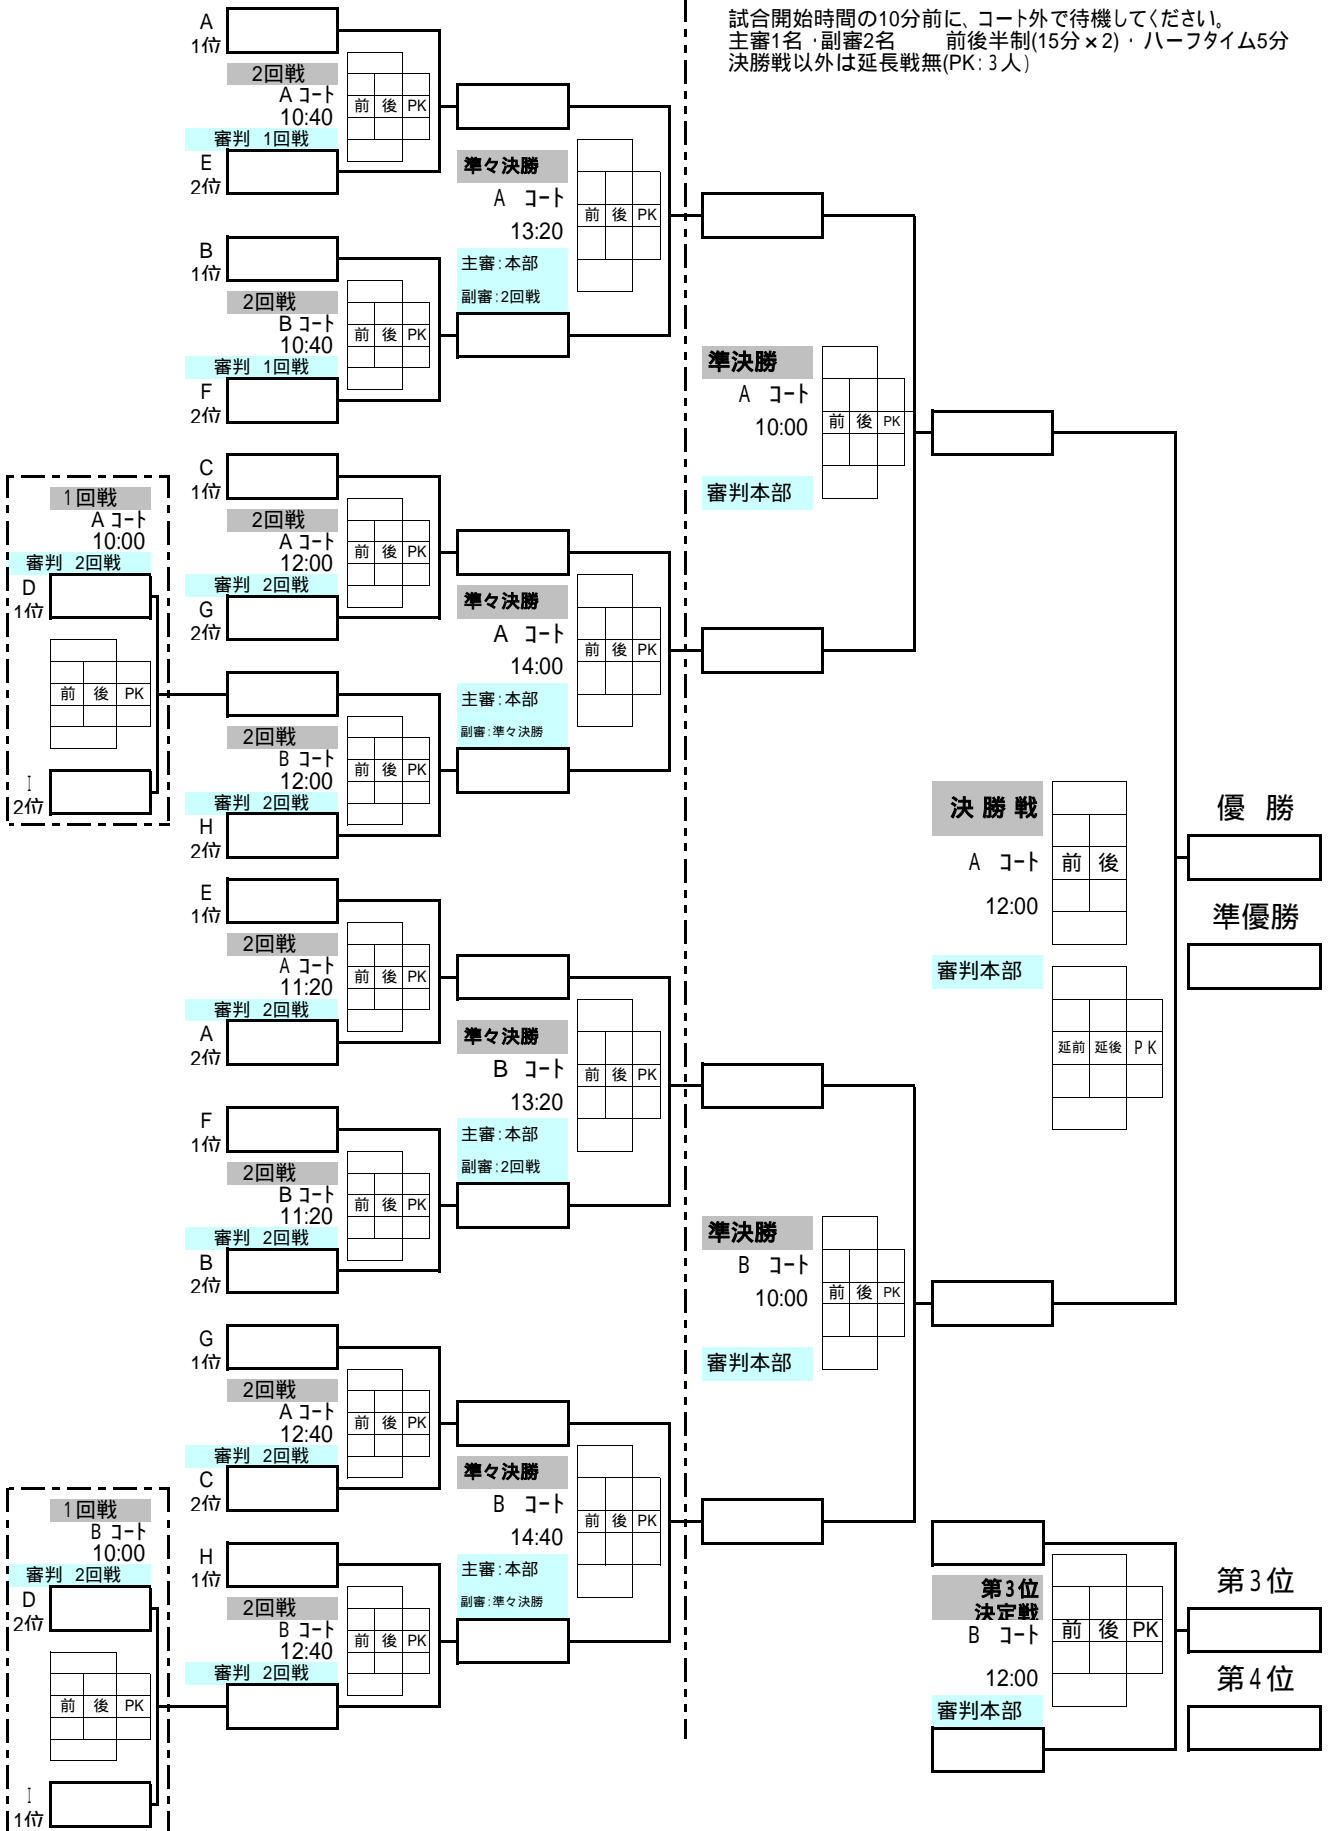 試合開始時間の10分前に、コート外で待機してください。
主審1名・副審2名 前後半制(15分×2)・ハーフタイム5分
決勝戦以外は延長戦無(PK:3人)
A
1位
2回戦
A コート
10:40
審判 1回戦
E
2位
前 後 PK
B
1位
2回戦
B コート
10:40
審判 1回戦
F
2位
前 後 PK
準々決勝
A コート
13:20
主審:本部
副審:2回戦
前 後 PK
1回戦
A コート
10:00
審判 2回戦
D
1位
前 後 PK
I
2位
C
1位
2回戦
A コート
12:00
審判 2回戦
G
2位
前 後 PK
2回戦
B コート
12:00
審判 2回戦
H
2位
前 後 PK
準々決勝
A コート
14:00
主審:本部
副審:準々決勝
前 後 PK
準決勝
A コート
10:00
審判本部
前 後 PK
E
1位
2回戦
A コート
11:20
審判 2回戦
A
2位
前 後 PK
F
1位
2回戦
B コート
11:20
審判 2回戦
B
2位
前 後 PK
準々決勝
B コート
13:20
主審:本部
副審:2回戦
前 後 PK
G
1位
2回戦
A コート
12:40
審判 2回戦
C
2位
前 後 PK
1回戦
B コート
10:00
審判 2回戦
D
2位
前 後 PK
I
1位
H
1位
2回戦
B コート
12:40
審判 2回戦
前 後 PK
準々決勝
B コート
14:40
主審:本部
副審:準々決勝
前 後 PK
準決勝
B コート
10:00
審判本部
前 後 PK
決勝戦
A コート
12:00
審判本部
前 後
延前 延後 PK
優 勝
準優勝
第3位
決定戦
B コート
12:00
審判本部
前 後 PK
第3位
第4位